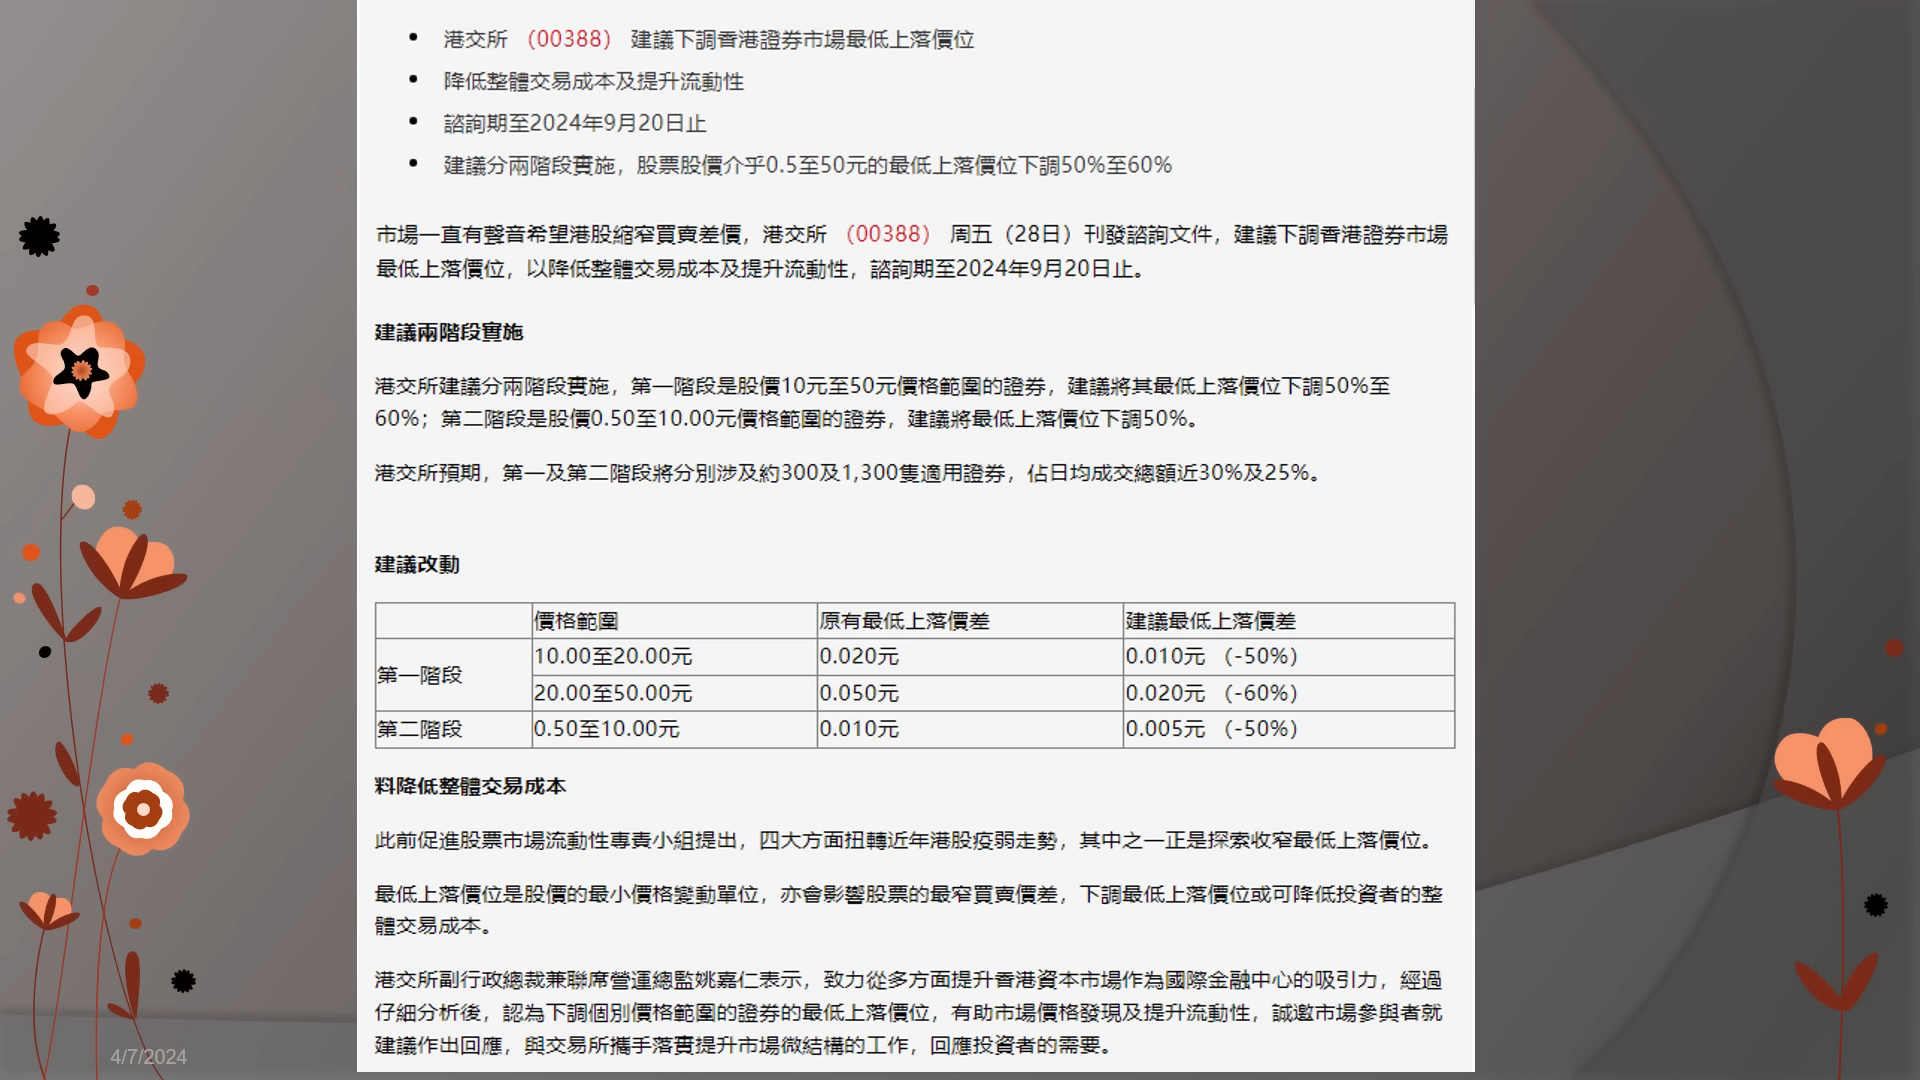 • 港交所 （00388） 建議下調香港證券市場最低上落價位
• 降低整體交易成本及提升流動性
• 諮詢期至2024年9月20日止
• 建議分兩階段實施，股票股價介乎0.5至50元的最低上落價位下調50%至60%
市場一直有聲音希望港股縮窄買賣差價，港交所 （00388） 周五（28日）刊發諮詢文件，建議下調香港證券市場
最低上落價位，以降低整體交易成本及提升流動性，諮詢期至2024年9月20日止。
建議兩階段實施
港交所建議分兩階段實施，第一階段是股價10元至50元價格範圍的證券，建議將其最低上落價位下調50%至
60%；第二階段是股價0.50至10.00元價格範圍的證券，建議將最低上落價位下調50%。
港交所預期，第一及第二階段將分別涉及約300及1,300隻適用證券，佔日均成交總額近30%及25%。
建議改動
價格範圍 原有最低上落價差 建議最低上落價差
第一階段 10.00至20.00元 0.020元 0.010元 （-50%）
20.00至50.00元 0.050元 0.020元 （-60%）
第二階段 0.50至10.00元 0.010元 0.005元 （-50%）
料降低整體交易成本
此前促進股票市場流動性專責小組提出，四大方面扭轉近年港股疫弱走勢，其中之一正是探索收窄最低上落價位。
最低上落價位是股價的最小價格變動單位，亦會影響股票的最窄買賣價差，下調最低上落價位或可降低投資者的整
體交易成本。
港交所副行政總裁兼聯席營運總監姚嘉仁表示，致力從多方面提升香港資本市場作為國際金融中心的吸引力，經過
仔細分析後，認為下調個別價格範圍的證券的最低上落價位，有助市場價格發現及提升流動性，誠邀市場參與者就
建議作出回應，與交易所攜手落實提升市場微結構的工作，回應投資者的需要。
4/7/2024